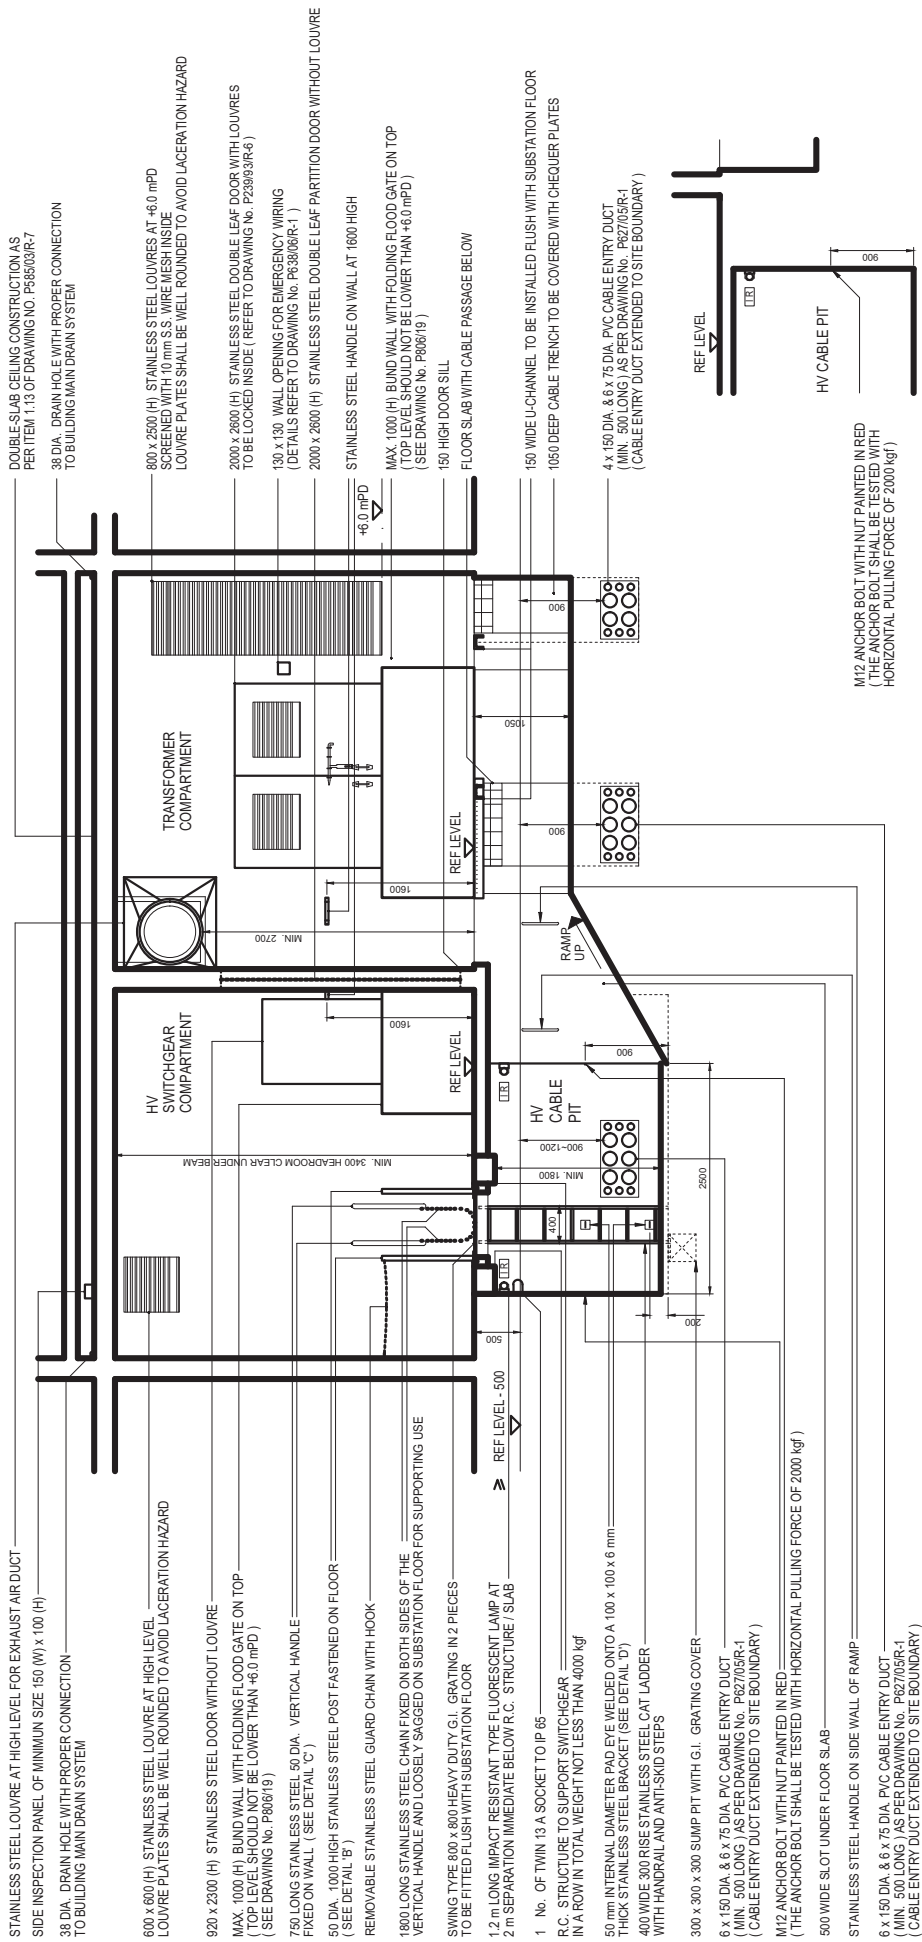 STAINLESS STEEL LOUVRE AT HIGH LEVEL FOR EXHAUST AIR DUCT
SIDE INSPECTION PANEL OF MINIMUN SIZE 150 (W) x 100 (H)
38 DIA. DRAIN HOLE WITH PROPER CONNECTION
TO BUILDING MAIN DRAIN SYSTEM
600 x 600 (H) STAINLESS STEEL LOUVRE AT HIGH LEVEL
LOUVRE PLATES SHALL BE WELL ROUNDED TO AVOID LACERATION HAZARD
920 x 2300 (H) STAINLESS STEEL DOOR WITHOUT LOUVRE
MAX. 1000 (H) BUND WALL WITH FOLDING FLOOD GATE ON TOP
( TOP LEVEL SHOULD NOT BE LOWER THAN +6.0 mPD )
( SEE DRAWING No. P806/19 )
750 LONG STAINLESS STEEL 50 DIA. VERTICAL HANDLE
FIXED ON WALL ( SEE DETAIL 'C' )
50 DIA. 1000 HIGH STAINLESS STEEL POST FASTENED ON FLOOR
( SEE DETAIL 'B' )
REMOVABLE STAINLESS STEEL GUARD CHAIN WITH HOOK
1800 LONG STAINLESS STEEL CHAIN FIXED ON BOTH SIDES OF THE
VERTICAL HANDLE AND LOOSELY SAGGED ON SUBSTATION FLOOR FOR SUPPORTING USE
SWING TYPE 800 x 800 HEAVY DUTY G.I. GRATING IN 2 PIECES
TO BE FITTED FLUSH WITH SUBSTATION FLOOR
1.2 m LONG IMPACT RESISTANT TYPE FLUORESCENT LAMP AT
2 m SEPARATION IMMEDIATE BELOW R.C. STRUCTURE / SLAB
1 No. OF TWIN 13 A SOCKET TO IP 65
R.C. STRUCTURE TO SUPPORT SWITCHGEAR
IN A ROW IN TOTAL WEIGHT NOT LESS THAN 4000 kgf
50 mm INTERNAL DIAMETER PAD EYE WELDED ONTO A 100 x 100 x 6 mm
THICK STAINLESS STEEL BRACKET (SEE DETAIL 'D')
400 WIDE 300 RISE STAINLESS STEEL CAT LADDER
WITH HANDRAIL AND ANTI-SKID STEPS
300 x 300 x 300 SUMP PIT WITH G.I. GRATING COVER
6 x 150 DIA. & 6 x 75 DIA. PVC CABLE ENTRY DUCT
( MIN. 500 LONG ) AS PER DRAWING No. P627/05/R-1
( CABLE ENTRY DUCT EXTENDED TO SITE BOUNDARY )
M12 ANCHOR BOLT WITH NUT PAINTED IN RED
( THE ANCHOR BOLT SHALL BE TESTED WITH HORIZONTAL PULLING FORCE OF 2000 kgf )
500 WIDE SLOT UNDER FLOOR SLAB
STAINLESS STEEL HANDLE ON SIDE WALL OF RAMP
6 x 150 DIA. & 6 x 75 DIA. PVC CABLE ENTRY DUCT
( MIN. 500 LONG ) AS PER DRAWING No. P627/05/R-1
( CABLE ENTRY DUCT EXTENDED TO SITE BOUNDARY )
HV
SWITCHGEAR
COMPARTMENT
MIN. 3400 HEADROOM CLEAR UNDER BEAM
1600
REF LEVEL
≥ REF LEVEL - 500
500
IR
400
MIN. 1800
900~1200
HV
CABLE
PIT
IR
900
2500
200
TRANSFORMER
COMPARTMENT
MIN. 2700
1600
REF LEVEL
RAMP
UP
1050
900
900
+6.0 mPD
DOUBLE-SLAB CEILING CONSTRUCTION AS
PER ITEM 1.13 OF DRAWING NO. P585/03/R-7
38 DIA. DRAIN HOLE WITH PROPER CONNECTION
TO BUILDING MAIN DRAIN SYSTEM
800 x 2500 (H) STAINLESS STEEL LOUVRES AT +6.0 mPD
SCREENED WITH 10 mm S.S. WIRE MESH INSIDE
LOUVRE PLATES SHALL BE WELL ROUNDED TO AVOID LACERATION HAZARD
2000 x 2600 (H) STAINLESS STEEL DOUBLE LEAF DOOR WITH LOUVRES
TO BE LOCKED INSIDE ( REFER TO DRAWING No. P239/93/R-6 )
130 x 130 WALL OPENING FOR EMERGENCY WIRING
( DETAILS REFER TO DRAWING No. P638/06/R-1 )
2000 x 2600 (H) STAINLESS STEEL DOUBLE LEAF PARTITION DOOR WITHOUT LOUVRE
STAINLESS STEEL HANDLE ON WALL AT 1600 HIGH
MAX. 1000 (H) BUND WALL WITH FOLDING FLOOD GATE ON TOP
( TOP LEVEL SHOULD NOT BE LOWER THAN +6.0 mPD )
( SEE DRAWING No. P806/19 )
150 HIGH DOOR SILL
FLOOR SLAB WITH CABLE PASSAGE BELOW
150 WIDE U-CHANNEL TO BE INSTALLED FLUSH WITH SUBSTATION FLOOR
1050 DEEP CABLE TRENCH TO BE COVERED WITH CHEQUER PLATES
4 x 150 DIA. & 6 x 75 DIA. PVC CABLE ENTRY DUCT
( MIN. 500 LONG ) AS PER DRAWING No. P627/05/R-1
( CABLE ENTRY DUCT EXTENDED TO SITE BOUNDARY )
REF LEVEL
IR
HV CABLE PIT
900
M12 ANCHOR BOLT WITH NUT PAINTED IN RED
( THE ANCHOR BOLT SHALL BE TESTED WITH
HORIZONTAL PULLING FORCE OF 2000 kgf )